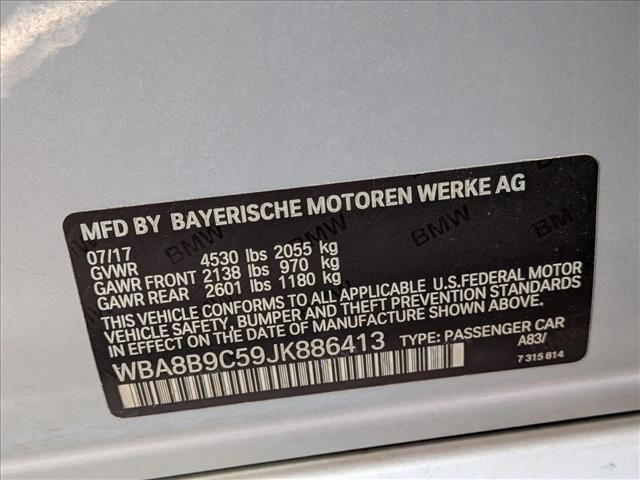 MFD BY BAYERISCHE MOTOREN WERKE AG
07/17
GVWR 4530 lbs 2055 kg
GAWR FRONT 2138 lbs 970 kg
GAWR REAR 2601 lbs 1180 kg
THIS VEHICLE CONFORMS TO ALL APPLICABLE U.S.FEDERAL MOTOR
VEHICLE SAFETY, BUMPER AND THEFT PREVENTION STANDARDS
IN EFFECT ON THE DATE OF MANUFACTURE SHOWN ABOVE.
WBA8B9C59JK886413 TYPE: PASSENGER CAR
A83/
7 315 814
BMW
BMW